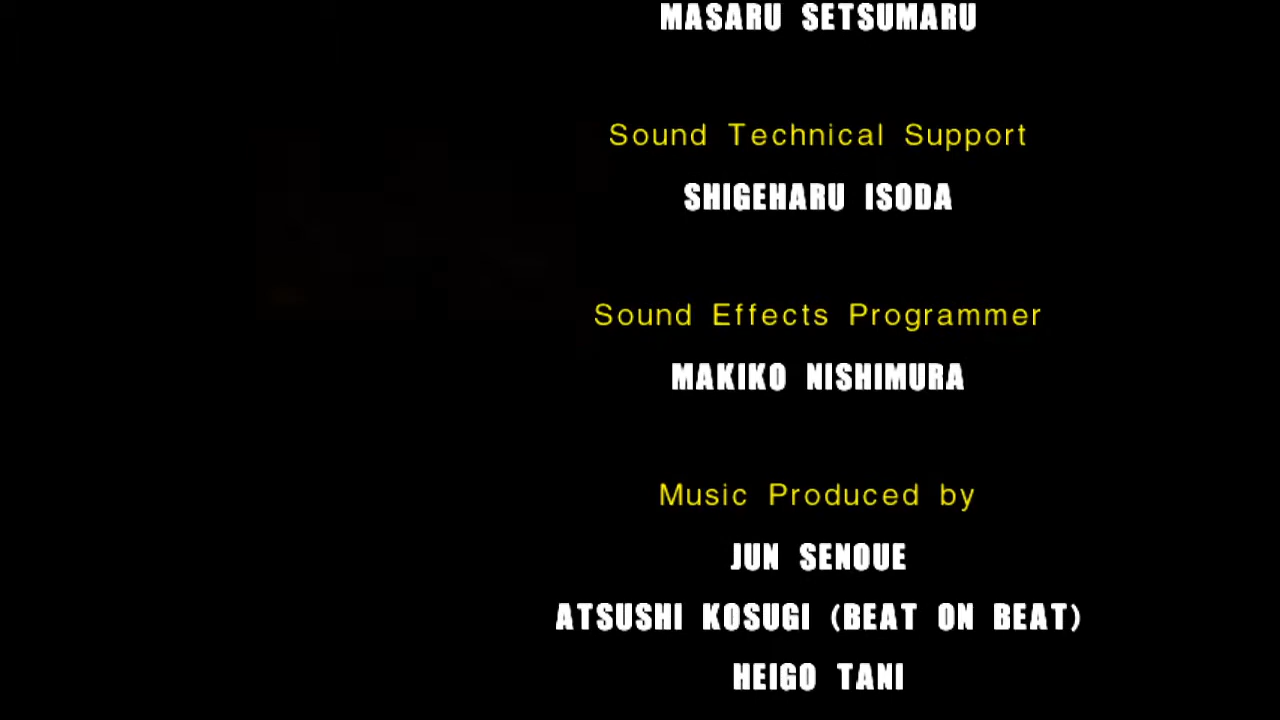 MASARU SETSUMARU
Sound Technical Support
SHIGEHARU ISODA
Sound Effects Programmer
MAKIKO NISHIMURA
Music Produced by
JUN SENOUE
ATSUSHI KOSUGI (BEAT ON BEAT)
HEIGO TANI